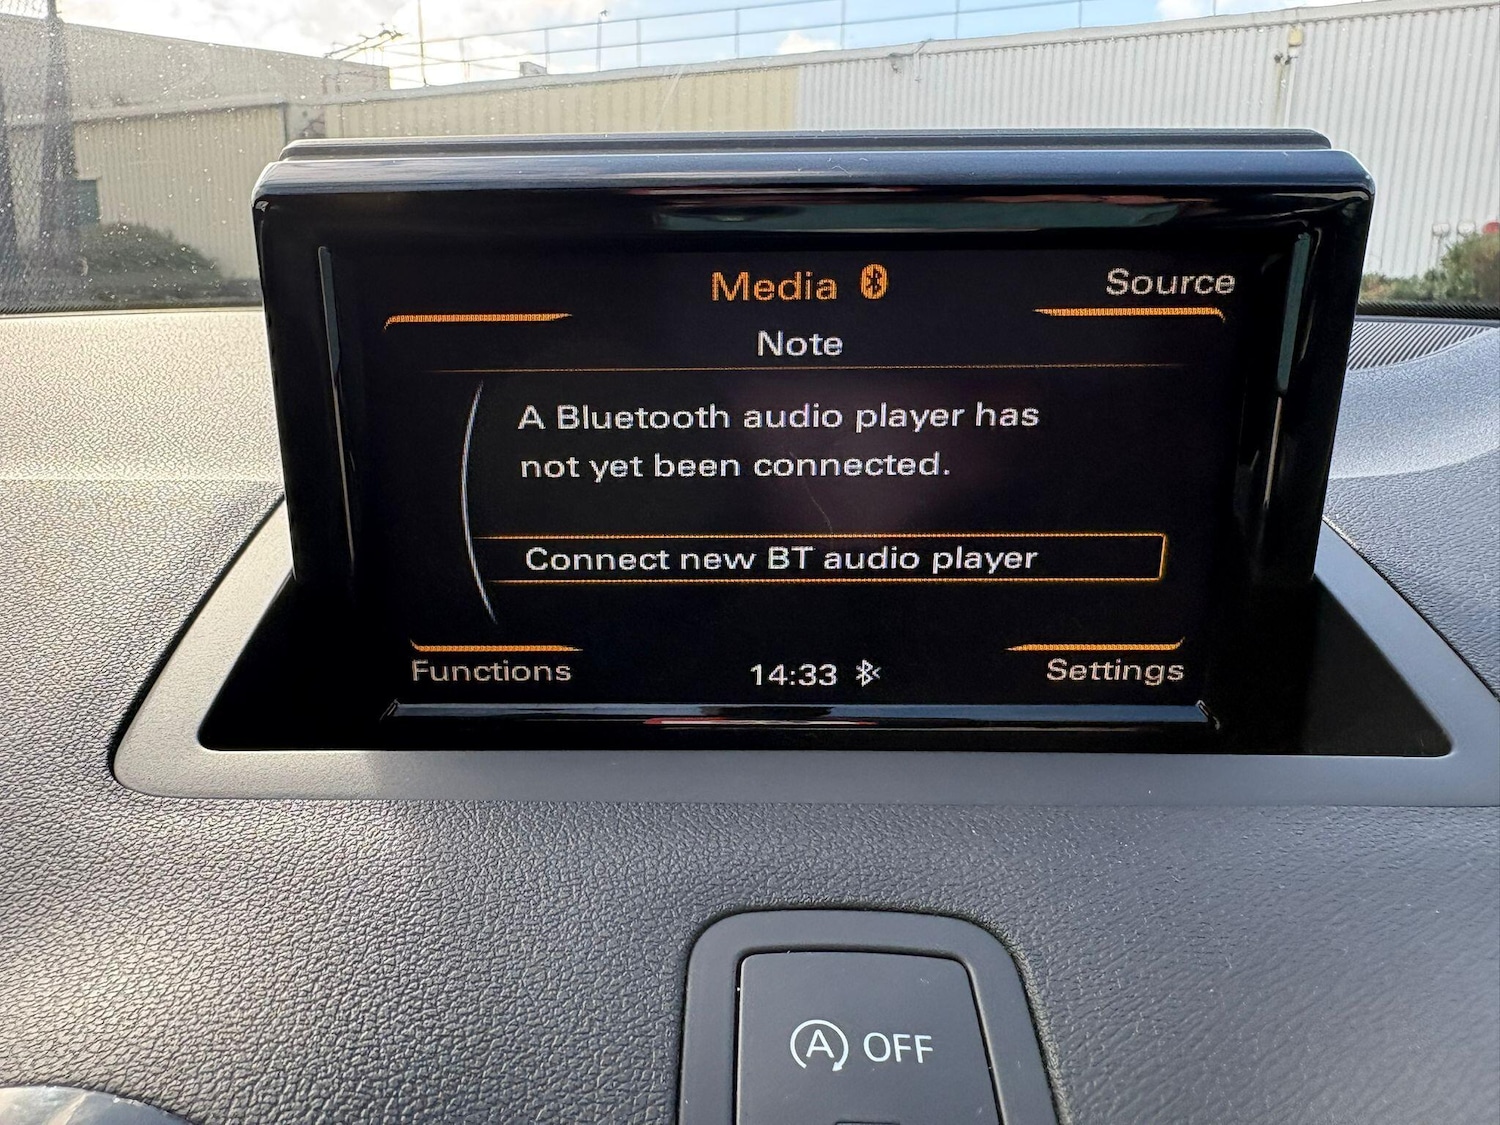 Media
Source
Note
A Bluetooth audio player has
not yet been connected.
Connect new BT audio player
Functions
14:33
Settings
A OFF